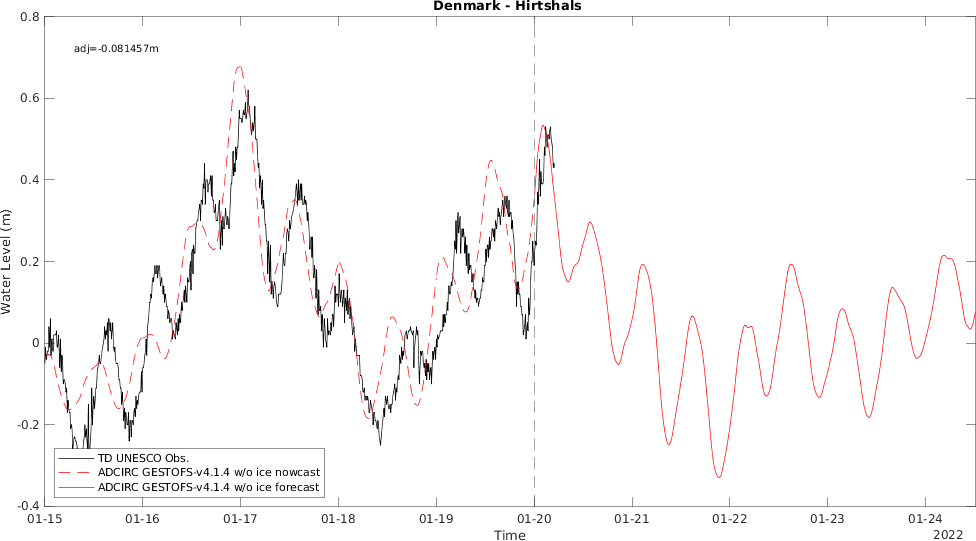 Denmark - Hirtshals
0.8
adj=-0.081457m
0.6
0.4
0.2
0
-0.2
-0.4
Water Level (m)
TD UNESCO Obs.
ADCIRC GESTOFS-v4.1.4 w/o ice nowcast
ADCIRC GESTOFS-v4.1.4 w/o ice forecast
01-15 01-16 01-17 01-18 01-19 01-20 01-21 01-22 01-23 01-24
Time
2022